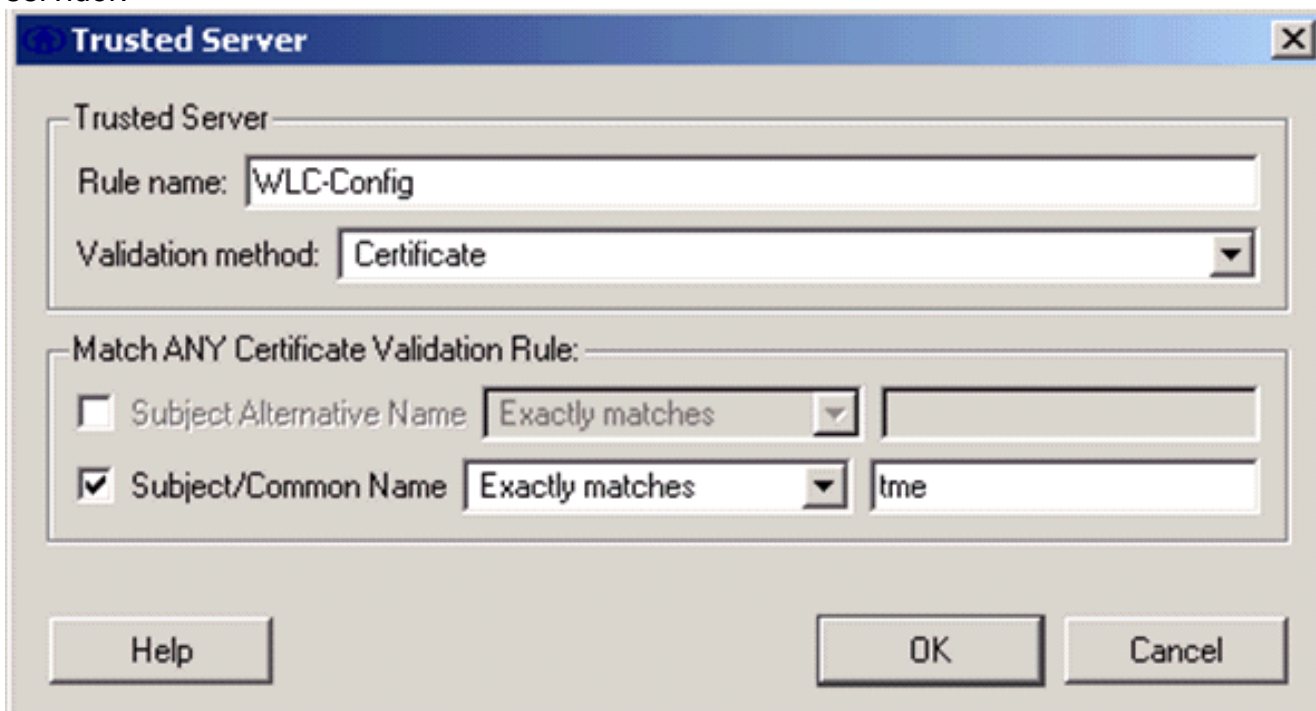 servidor.
Trusted Server
Trusted Server
Rule name: WLC-Config
Validation method: Certificate
Match ANY Certificate Validation Rule:
Subject Alternative Name Exactly matches
Subject/Common Name Exactly matches tme
Help OK Cancel